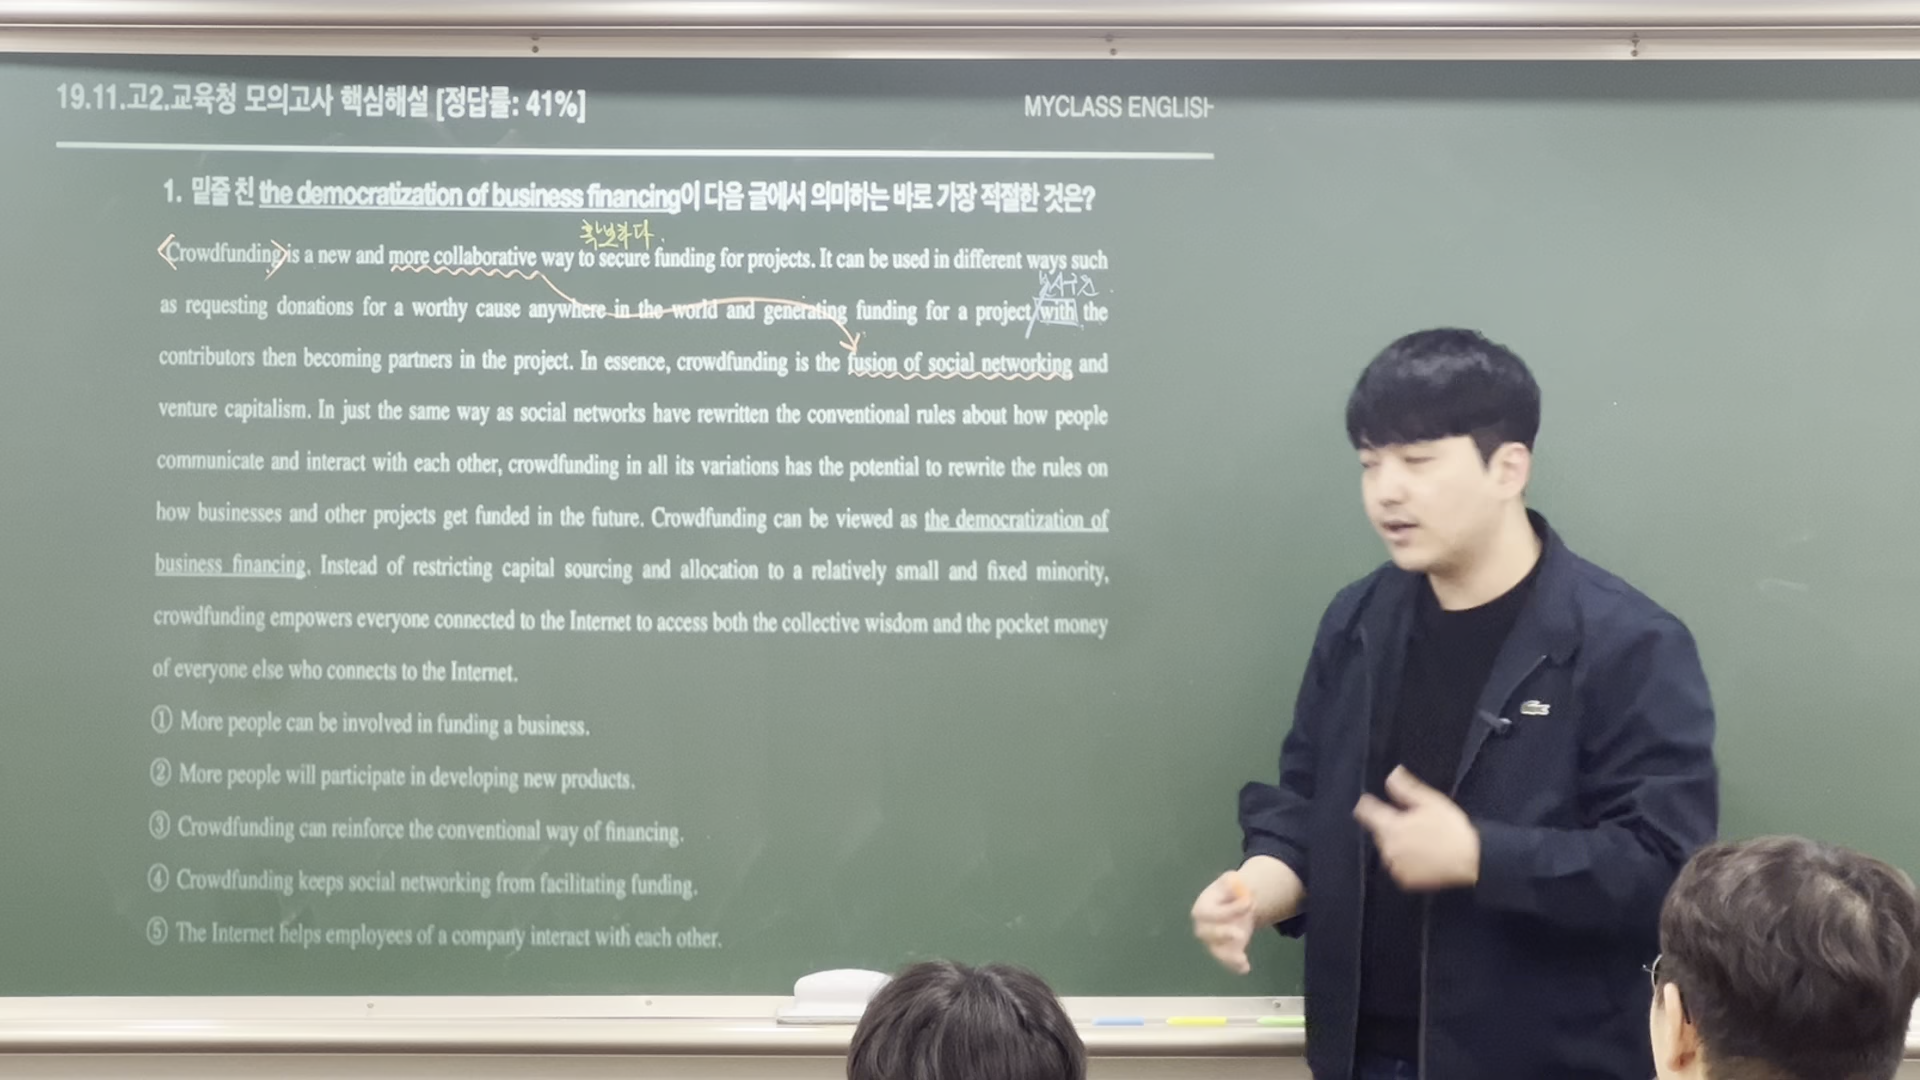 19.11.고2.교육청 모의고사 핵심해설 [정답률: 41%]
MYCLASS ENGLISH
1. 밑줄 친 the democratization of business financing이 다음 글에서 의미하는 바로 가장 적절한 것은?
확보하다
Crowdfunding is a new and more collaborative way to secure funding for projects. It can be used in different ways such
분사구문
as requesting donations for a worthy cause anywhere in the world and generating funding for a project with the
contributors then becoming partners in the project. In essence, crowdfunding is the fusion of social networking and
venture capitalism. In just the same way as social networks have rewritten the conventional rules about how people
communicate and interact with each other, crowdfunding in all its variations has the potential to rewrite the rules on
how businesses and other projects get funded in the future. Crowdfunding can be viewed as the democratization of
business financing. Instead of restricting capital sourcing and allocation to a relatively small and fixed minority,
crowdfunding empowers everyone connected to the Internet to access both the collective wisdom and the pocket money
of everyone else who connects to the Internet.
① More people can be involved in funding a business.
② More people will participate in developing new products.
③ Crowdfunding can reinforce the conventional way of financing.
④ Crowdfunding keeps social networking from facilitating funding.
⑤ The Internet helps employees of a company interact with each other.